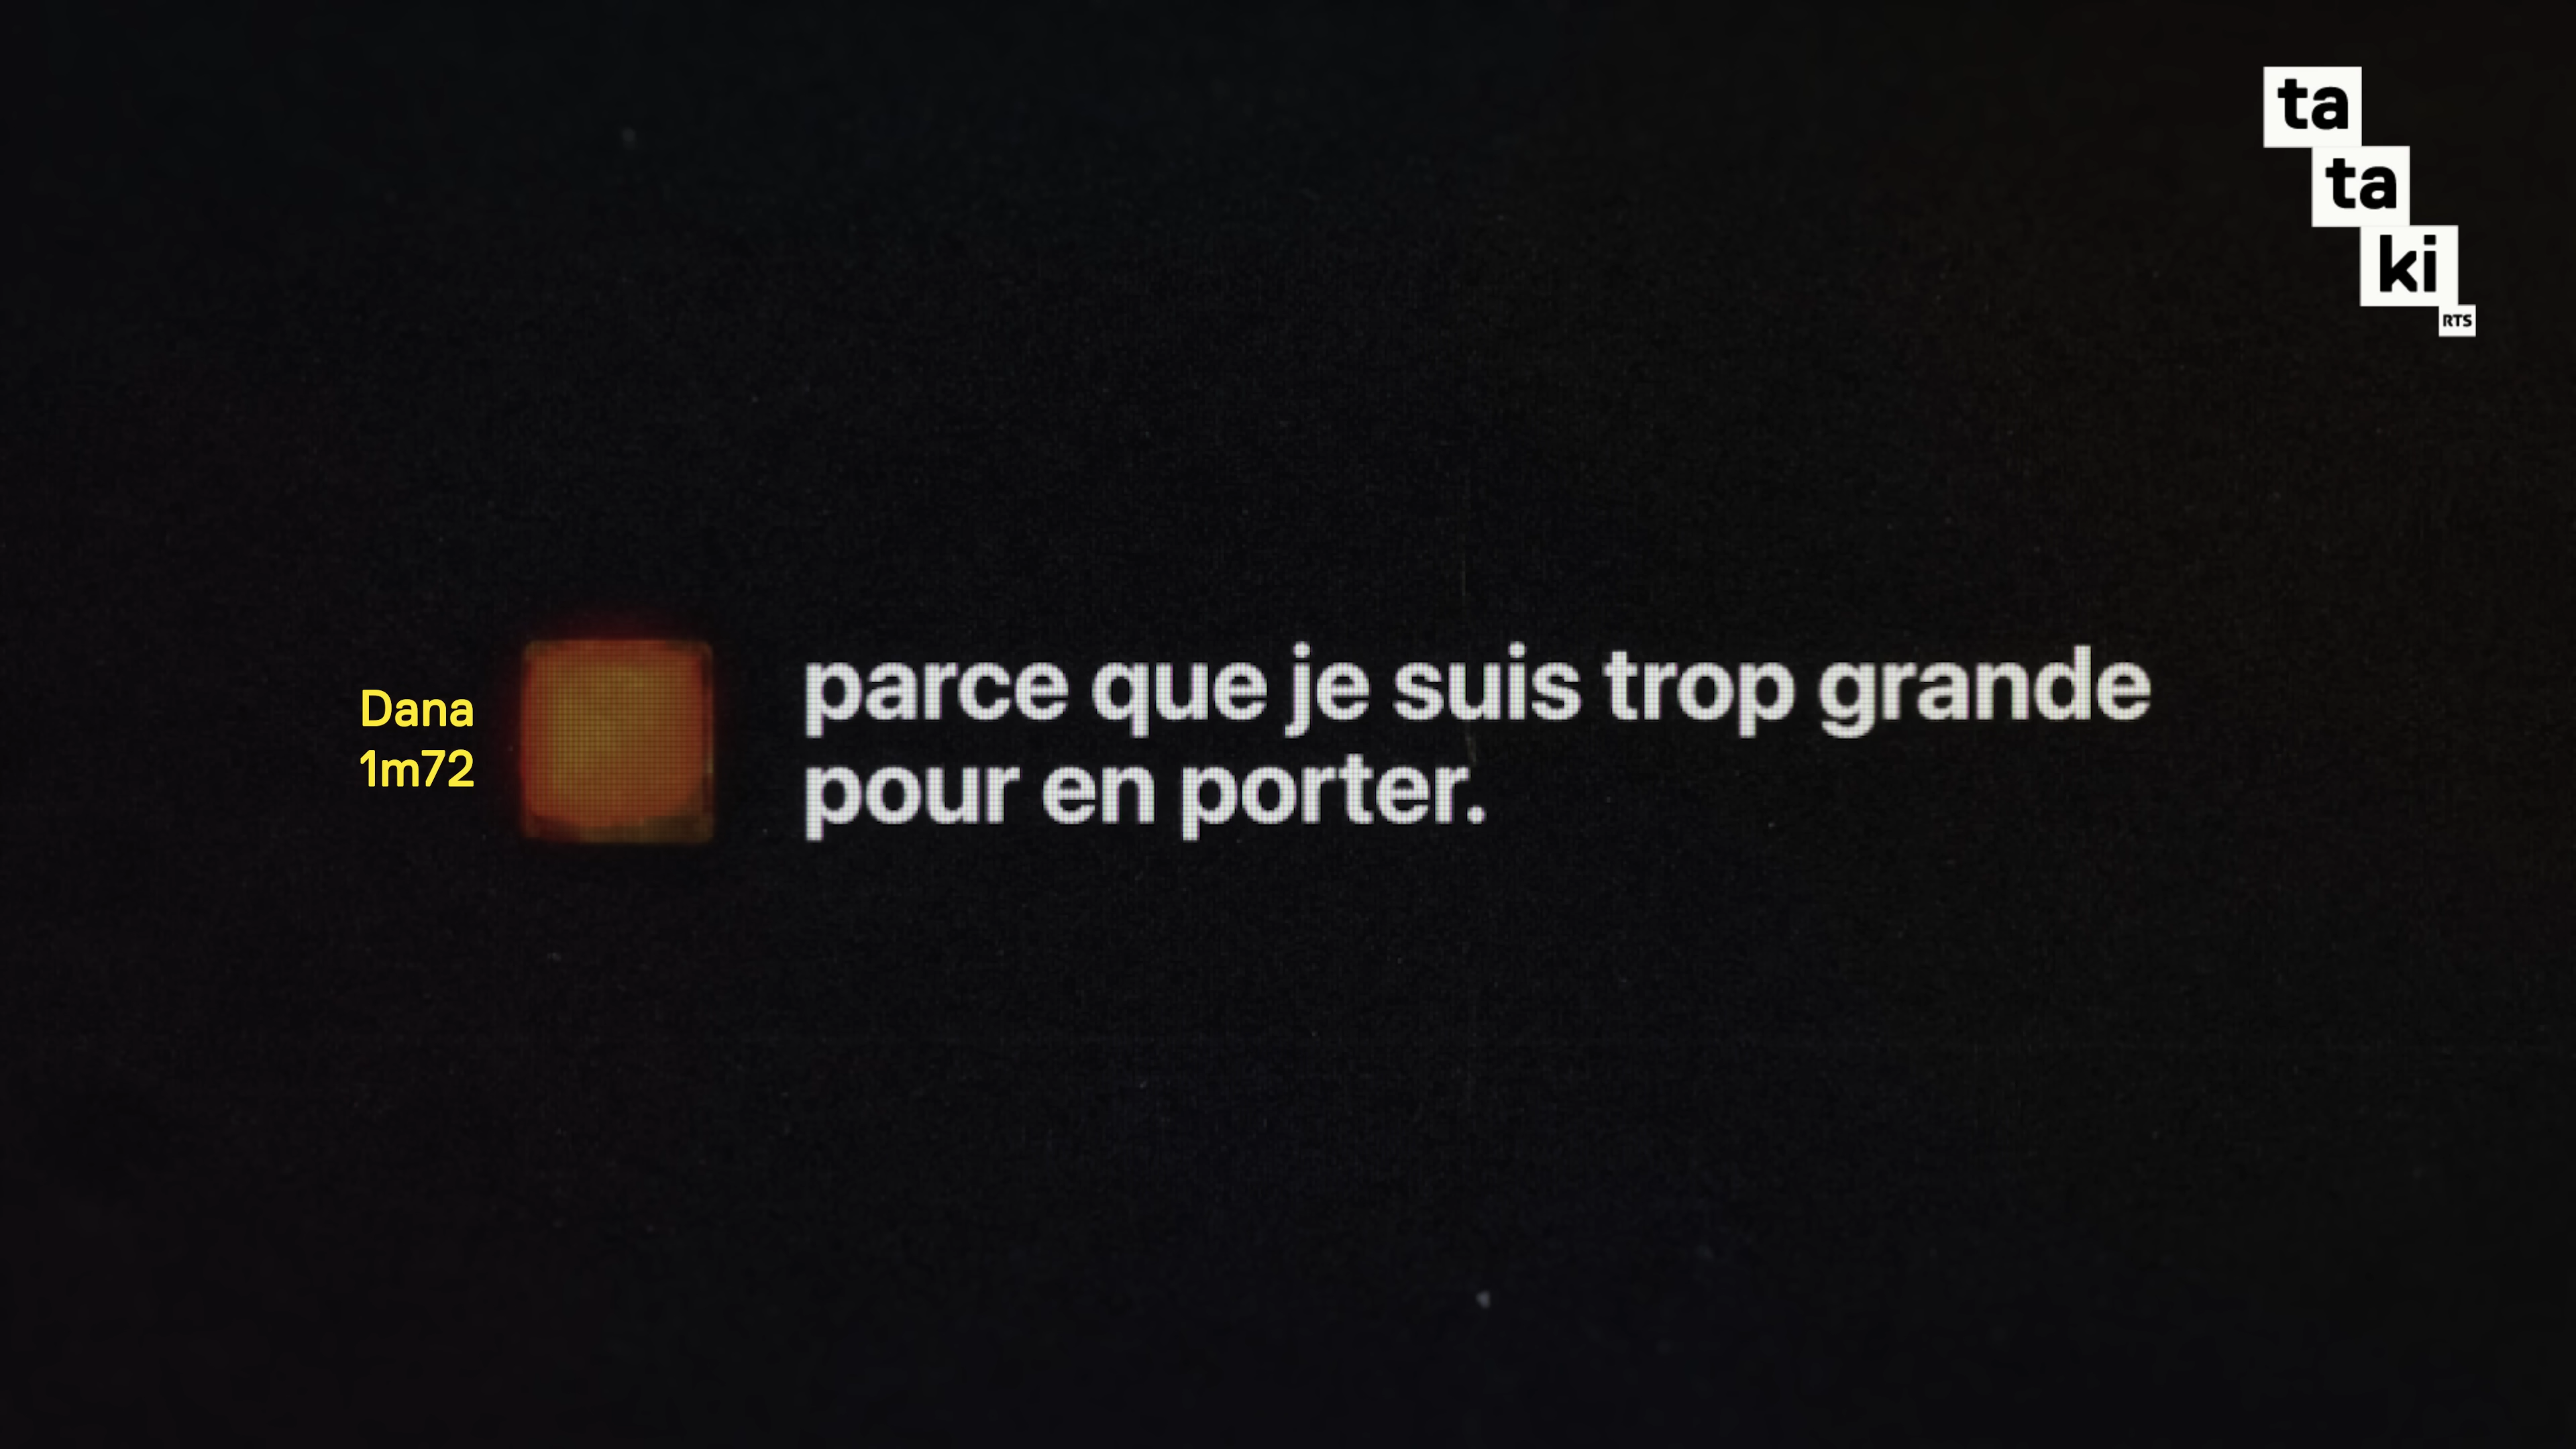 ta
ta
ki
RTS
Dana
1m72
parce que je suis trop grande
pour en porter.